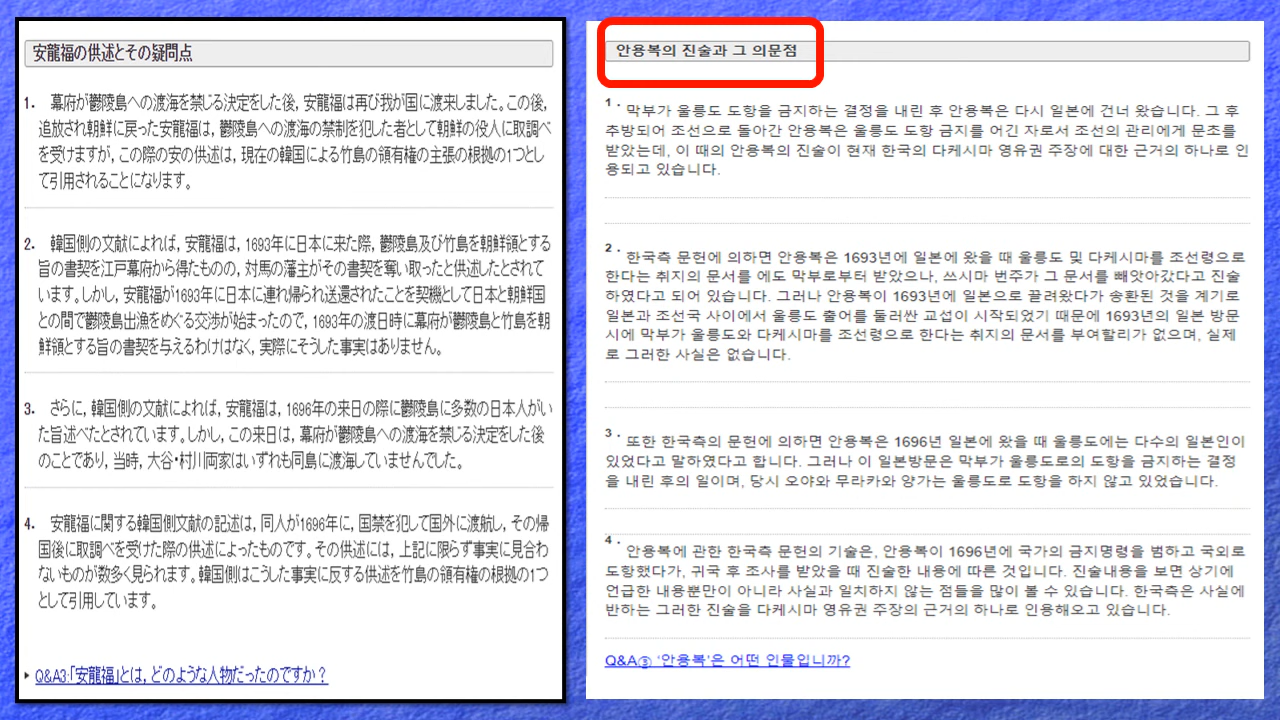 安龍福の供述とその疑問点
1. 幕府が鬱陵島への渡海を禁じる決定をした後, 安龍福は再び我が国に渡来しました。この後,
追放され朝鮮に戻った安龍福は, 鬱陵島への渡海の禁制を犯した者として朝鮮の役人に取調べ
を受けますが, この際の安の供述は, 現在の韓国による竹島の領有権の主張の根拠の1つとし
て引用されることになります。
2. 韓国側の文献によれば, 安龍福は, 1693年に日本に来た際, 鬱陵島及び竹島を朝鮮領とする
旨の書契を江戸幕府から得たものの, 対馬の藩主がその書契を奪い取ったと供述したとされて
います。しかし, 安龍福が1693年に日本に連れ帰られ送還されたことを契機として日本と朝鮮国
との間で鬱陵島出漁をめぐる交渉が始まったので, 1693年の渡日時に幕府が鬱陵島と竹島を朝
鮮領とする旨の書契を与えるわけはなく, 実際にそうした事実はありません。
3. さらに, 韓国側の文献によれば, 安龍福は, 1696年の来日の際に鬱陵島に多数の日本人がい
た旨述べたとされています。しかし, この来日は, 幕府が鬱陵島への渡海を禁じる決定をした後
のことであり, 当時, 大谷・村川両家はいずれも同島に渡海していませんでした。
4. 安龍福に関する韓国側文献の記述は, 同人が1696年に, 国禁を犯して国外に渡航し, その帰
国後に取調べを受けた際の供述によったものです。その供述には, 上記に限らず事実に見合わ
ないものが数多く見られます。韓国側はこうした事実に反する供述を竹島の領有権の根拠の1つ
として引用しています。
Q&A3:「安龍福」とは, どのような人物だったのですか?
안용복의 진술과 그 의문점
1. 막부가 울릉도 도항을 금지하는 결정을 내린 후 안용복은 다시 일본에 건너 왔습니다. 그 후
추방되어 조선으로 돌아간 안용복은 울릉도 도항 금지를 어긴 자로서 조선의 관리에게 문초를
받았는데, 이 때의 안용복의 진술이 현재 한국의 다케시마 영유권 주장에 대한 근거의 하나로 인
용되고 있습니다.
2. 한국측 문헌에 의하면 안용복은 1693년에 일본에 왔을 때 울릉도 및 다케시마를 조선령으로
한다는 취지의 문서를 에도 막부로부터 받았으나, 쓰시마 번주가 그 문서를 빼앗아갔다고 진술
하였다고 되어 있습니다. 그러나 안용복이 1693년에 일본으로 끌려왔다가 송환된 것을 계기로
일본과 조선국 사이에서 울릉도 출어를 둘러싼 교섭이 시작되었기 때문에 1693년의 일본 방문
시에 막부가 울릉도와 다케시마를 조선령으로 한다는 취지의 문서를 부여할리가 없으며, 실제
로 그러한 사실은 없습니다.
3. 또한 한국측의 문헌에 의하면 안용복은 1696년 일본에 왔을 때 울릉도에는 다수의 일본인이
있었다고 말하였다고 합니다. 그러나 이 일본방문은 막부가 울릉도로의 도항을 금지하는 결정
을 내린 후의 일이며, 당시 오야와 무라카와 양가는 울릉도로 도항을 하지 않고 있었습니다.
4. 안용복에 관한 한국측 문헌의 기술은, 안용복이 1696년에 국가의 금지명령을 범하고 국외로
도항했다가, 귀국 후 조사를 받았을 때 진술한 내용에 따른 것입니다. 진술내용을 보면 상기에
언급한 내용뿐만이 아니라 사실과 일치하지 않는 점들을 많이 볼 수 있습니다. 한국측은 사실에
반하는 그러한 진술을 다케시마 영유권 주장의 근거의 하나로 인용해오고 있습니다.
Q&A③ ‘안용복’은 어떤 인물입니까?